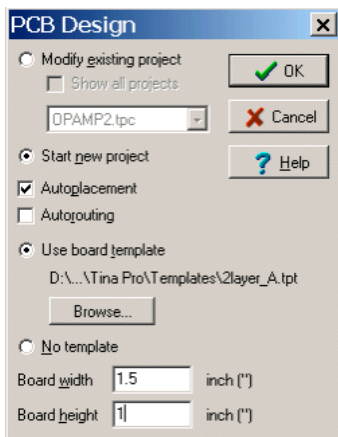 PCB Design
Modify existing project
OK
Show all projects
OPAMP2.tpc
Cancel
Start new project
Help
Autoplacement
Autorouting
Use board template
D:\...\Tina Pro\Templates\2layer_A.tpt
Browse...
No template
Board width 1.5 inch (")
Board height 1 inch (")